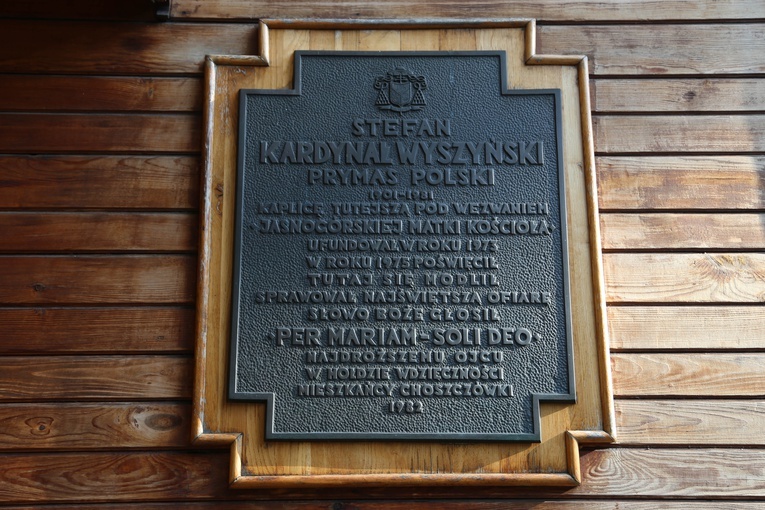 STEFAN
KARDYNAŁ WYSZYŃSKI
PRYMAS POLSKI
1901-1981
KAPLICĘ TUTEJSZĄ POD WEZWANIEM
JASNOGÓRSKIEJ MATKI KOŚCIOŁA
UFUNDOWAŁ W ROKU 1973
W ROKU 1975 POŚWIĘCIŁ
TUTAJ SIĘ MODLIŁ
SPRAWOWAŁ NAJŚWIĘTSZĄ OFIARĘ
SŁOWO BOŻE GŁOSIŁ
·PER MARIAM-SOLI DEO·
NAJDROŻSZEMU OJCU
W HOŁDZIE WDZIĘCZNOŚCI
MIESZKAŃCY CHOSZCZÓWKI
1982